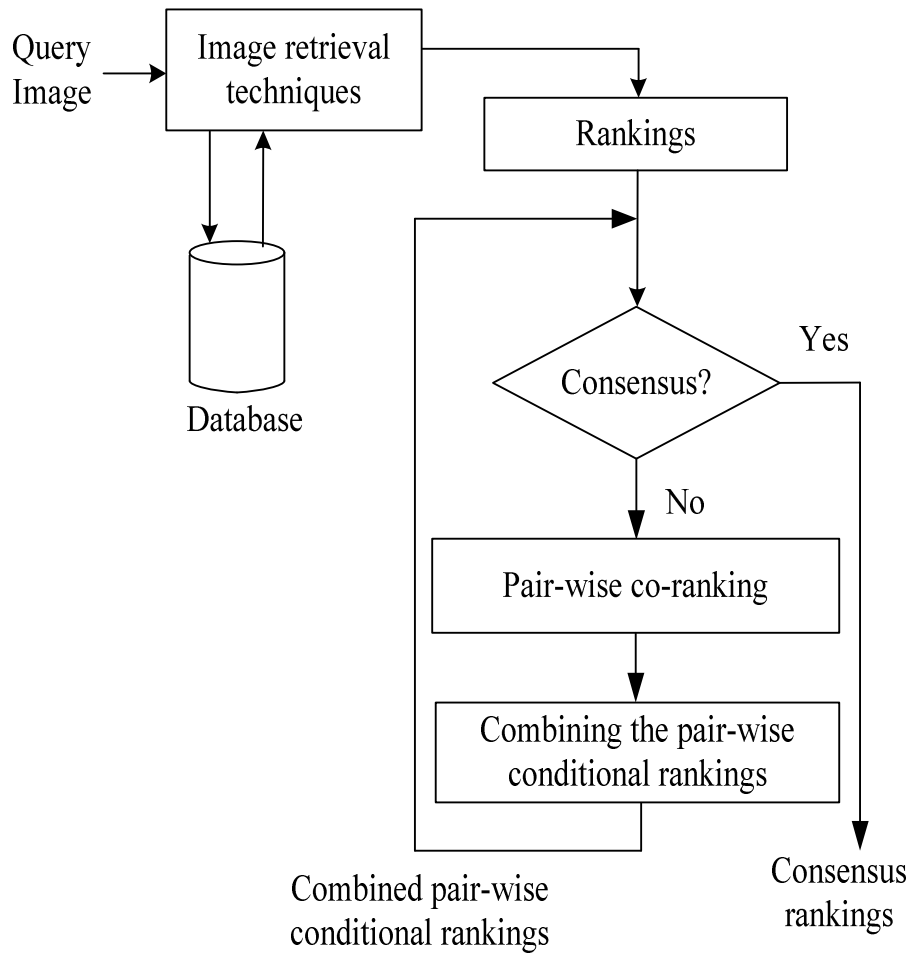 Query
Image
Image retrieval
techniques
Rankings
Database
Consensus?
Yes
No
Pair-wise co-ranking
Combining the pair-wise
conditional rankings
Combined pair-wise
conditional rankings
Consensus
rankings